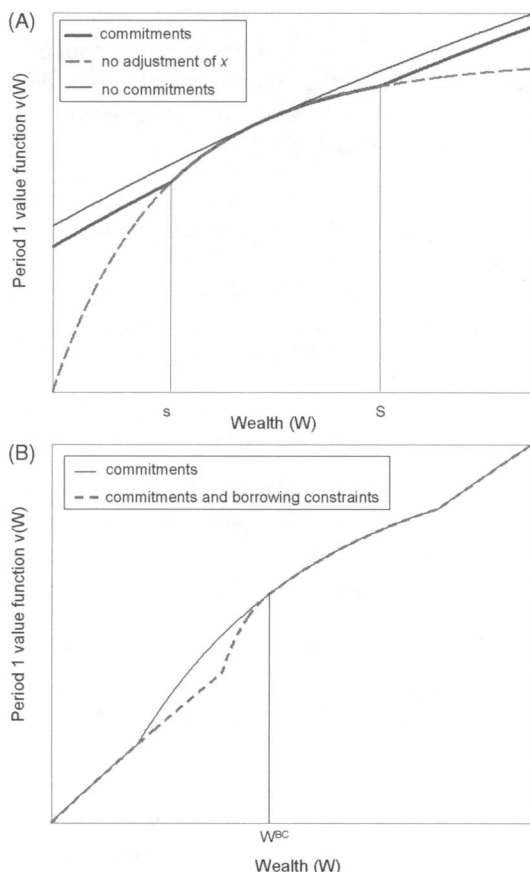 (A)
commitments
no adjustment of x
no commitments
Period 1 value function v(W)
s
S
Wealth (W)
(B)
commitments
commitments and borrowing constraints
Period 1 value function v(W)
W^BC
Wealth (W)